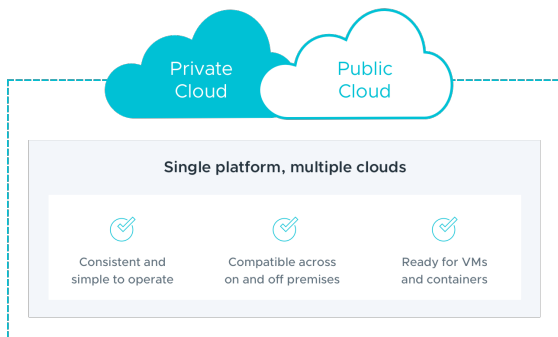 Private
Cloud
Public
Cloud
Single platform, multiple clouds
Consistent and
simple to operate
Compatible across
on and off premises
Ready for VMs
and containers